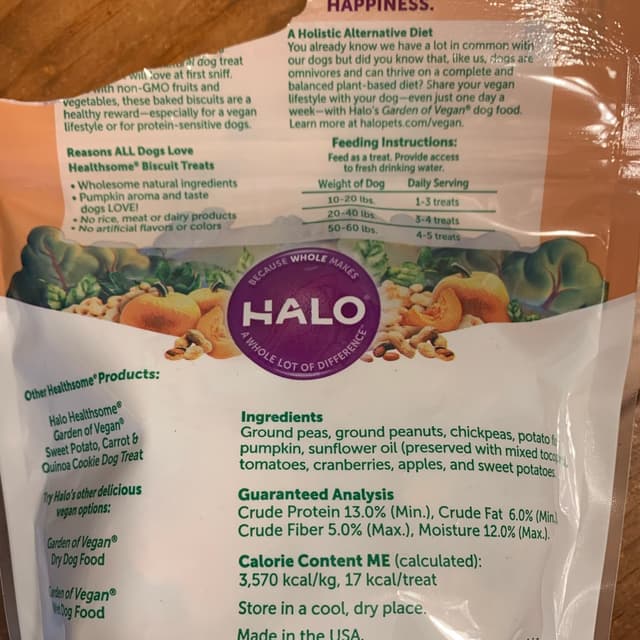 HAPPINESS.
dog treat
will love at first sniff.
with non-GMO fruits and
vegetables, these baked biscuits are a
healthy reward—especially for a vegan
lifestyle or for protein-sensitive dogs.
Reasons ALL Dogs Love
Healthsome® Biscuit Treats
• Wholesome natural ingredients
• Pumpkin aroma and taste
dogs LOVE!
• No rice, meat or dairy products
• No artificial flavors or colors
A Holistic Alternative Diet
You already know we have a lot in common with
our dogs but did you know that, like us, dogs are
omnivores and can thrive on a complete and
balanced plant-based diet? Share your vegan
lifestyle with your dog—even just one day a
week—with Halo's Garden of Vegan® dog food.
Learn more at halopets.com/vegan.
Feeding Instructions:
Feed as a treat. Provide access
to fresh drinking water.
Weight of Dog Daily Serving
10-20 lbs. 1-3 treats
20-40 lbs. 3-4 treats
50-60 lbs. 4-5 treats
BECAUSE WHOLE MAKES
HALO®
A WHOLE LOT OF DIFFERENCE™
Other Healthsome® Products:
Halo Healthsome®
Garden of Vegan®
Sweet Potato, Carrot &
Quinoa Cookie Dog Treat
Try Halo's other delicious
vegan options:
Garden of Vegan®
Dry Dog Food
Garden of Vegan®
Dog Food
Ingredients
Ground peas, ground peanuts, chickpeas, potato
pumpkin, sunflower oil (preserved with mixed
tomatoes, cranberries, apples, and sweet potatoes
Guaranteed Analysis
Crude Protein 13.0% (Min.), Crude Fat 6.0% (Min.)
Crude Fiber 5.0% (Max.), Moisture 12.0% (Max.).
Calorie Content ME (calculated):
3,570 kcal/kg, 17 kcal/treat
Store in a cool, dry place.
Made in the USA.